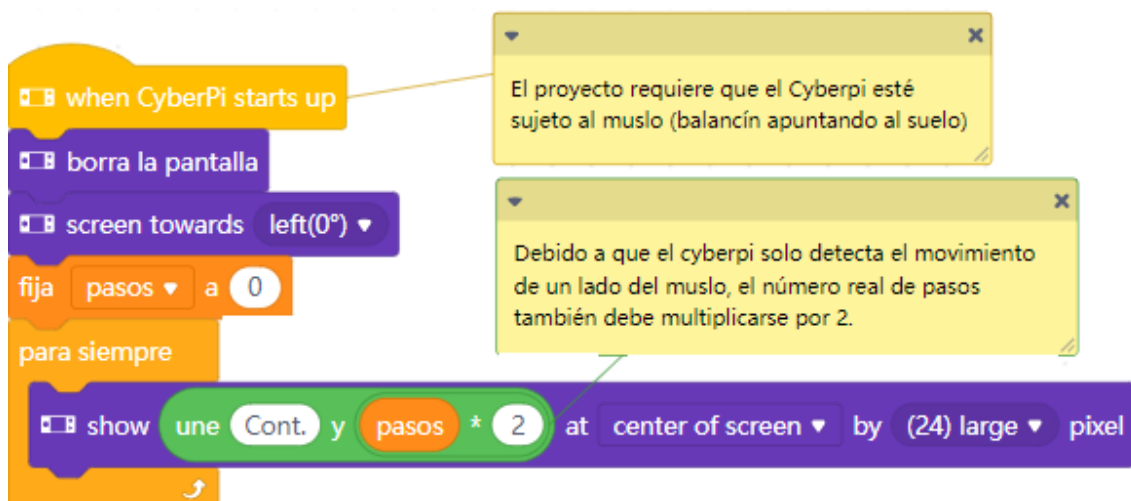 when CyberPi starts up
El proyecto requiere que el Cyberpi esté
sujeto al muslo (balancín apuntando al suelo)
borra la pantalla
screen towards left(0°)
Debido a que el cyberpi solo detecta el movimiento
de un lado del muslo, el número real de pasos
también debe multiplicarse por 2.
fija pasos a 0
para siempre
show une Cont. y pasos * 2 at center of screen by (24) large pixel